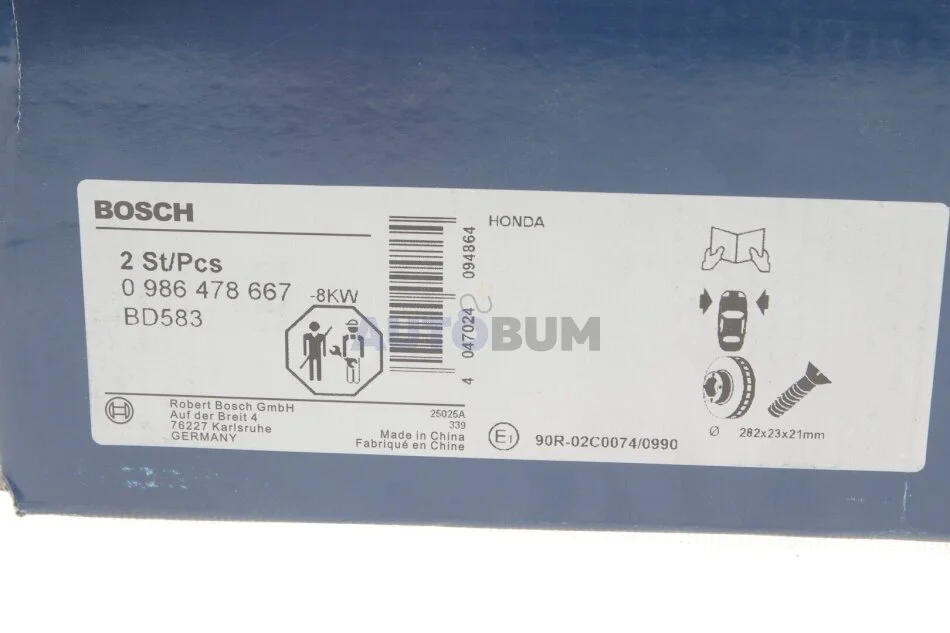 BOSCH
2 St/Pcs
0 986 478 667
-8KW
BD583
4 047024 094864
HONDA
AUTOBUM
Robert Bosch GmbH
Auf der Breit 4
76227 Karlsruhe
GERMANY
25025A
339
Made in China
Fabriqué en Chine
E1
90R-02C0074/0990
Ø 282x23x21mm